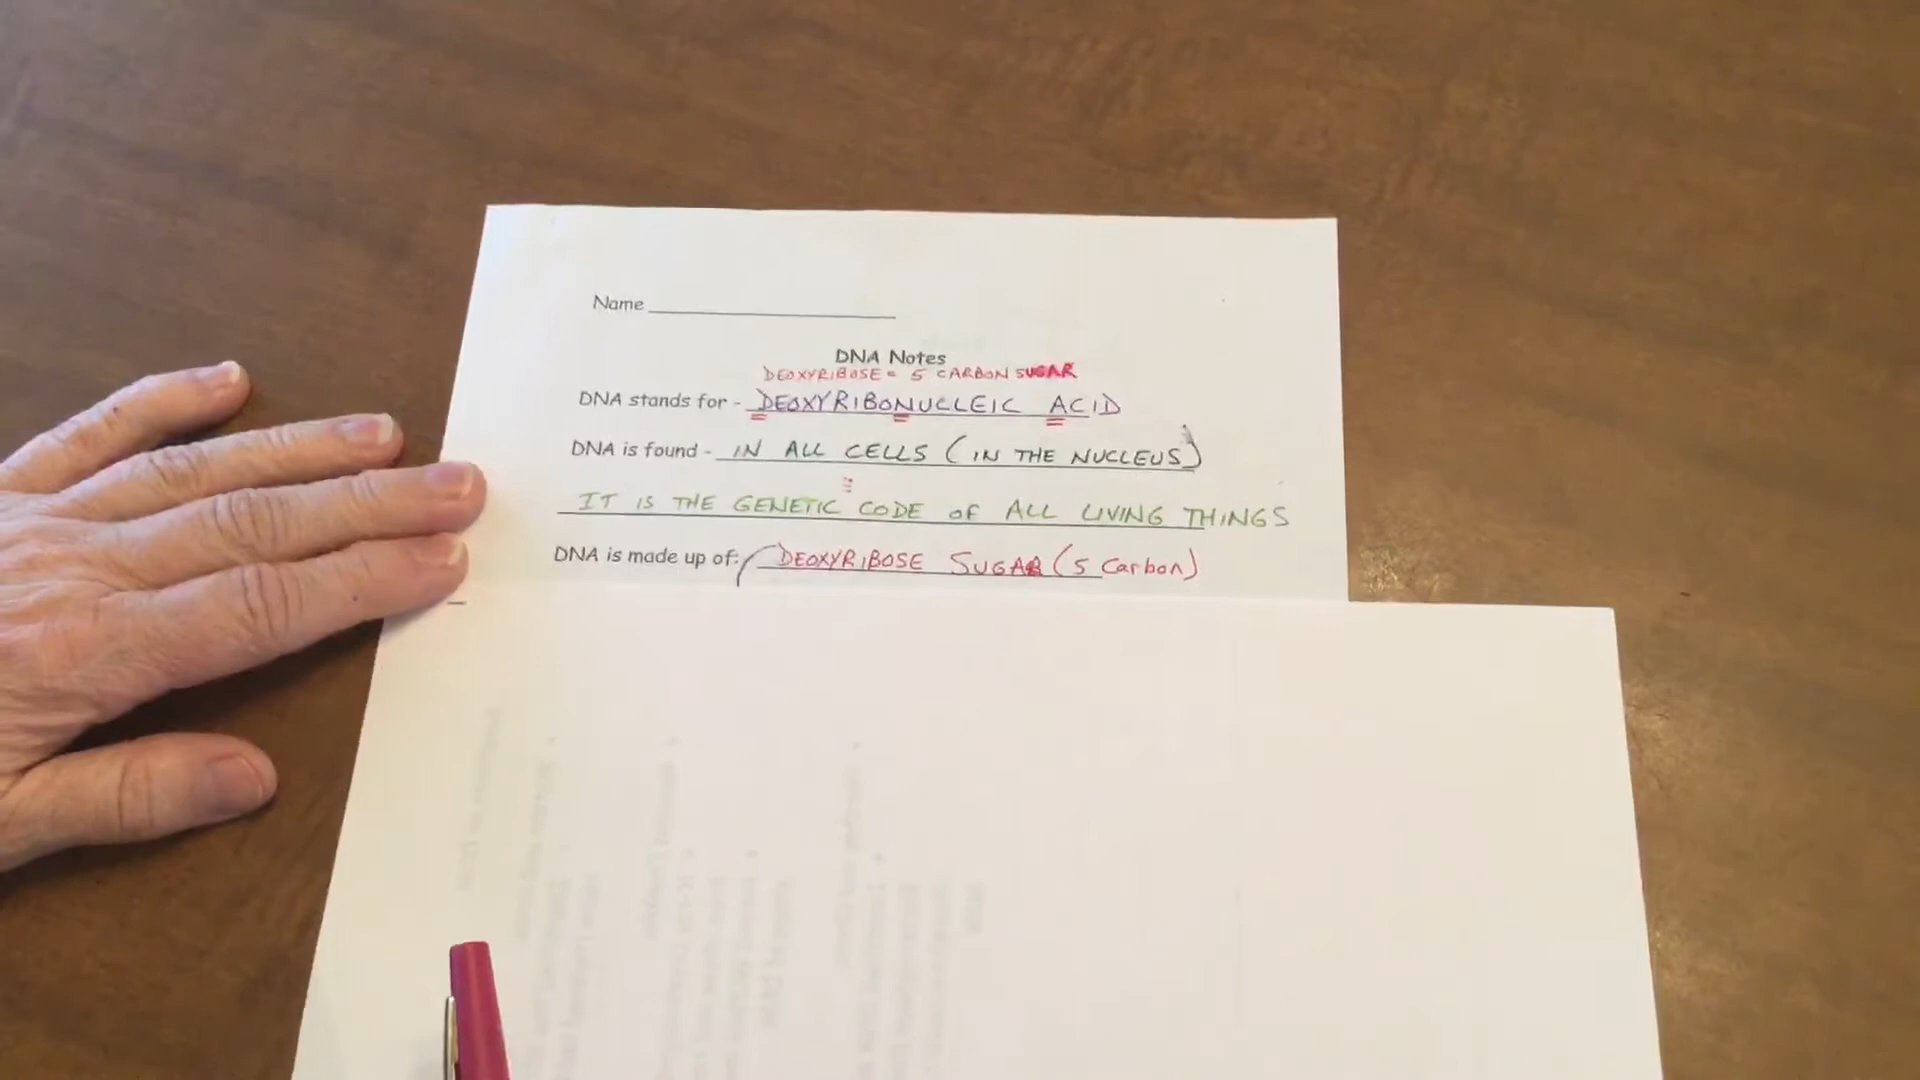 Name
DNA Notes
DEOXYRIBOSE = 5 CARBON SUGAR
DNA stands for - DEOXYRIBONUCLEIC ACID
DNA is found - IN ALL CELLS (IN THE NUCLEUS)
IT IS THE GENETIC CODE OF ALL LIVING THINGS
DNA is made up of: DEOXYRIBOSE SUGAR (5 Carbon)